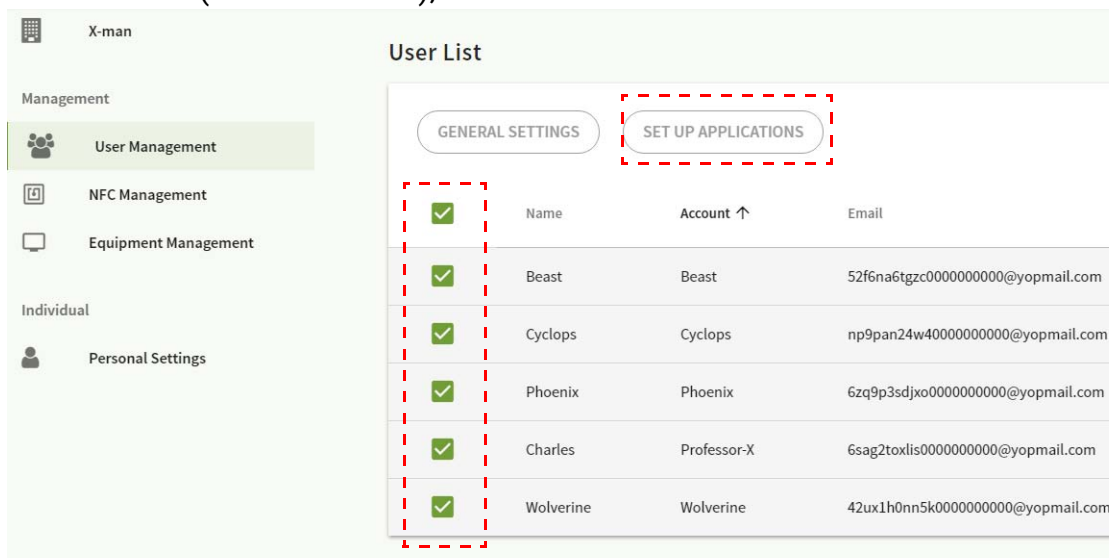 X-man
User List
Management
GENERAL SETTINGS SET UP APPLICATIONS
User Management
NFC Management
Name Account ↑ Email
Equipment Management
Beast Beast 52f6na6tgzc0000000000@yopmail.com
Individual
Cyclops Cyclops np9pan24w40000000000@yopmail.com
Personal Settings
Phoenix Phoenix 6zq9p3sdjxo0000000000@yopmail.com
Charles Professor-X 6sag2toxlis0000000000@yopmail.com
Wolverine Wolverine 42ux1h0nn5k0000000000@yopmail.com